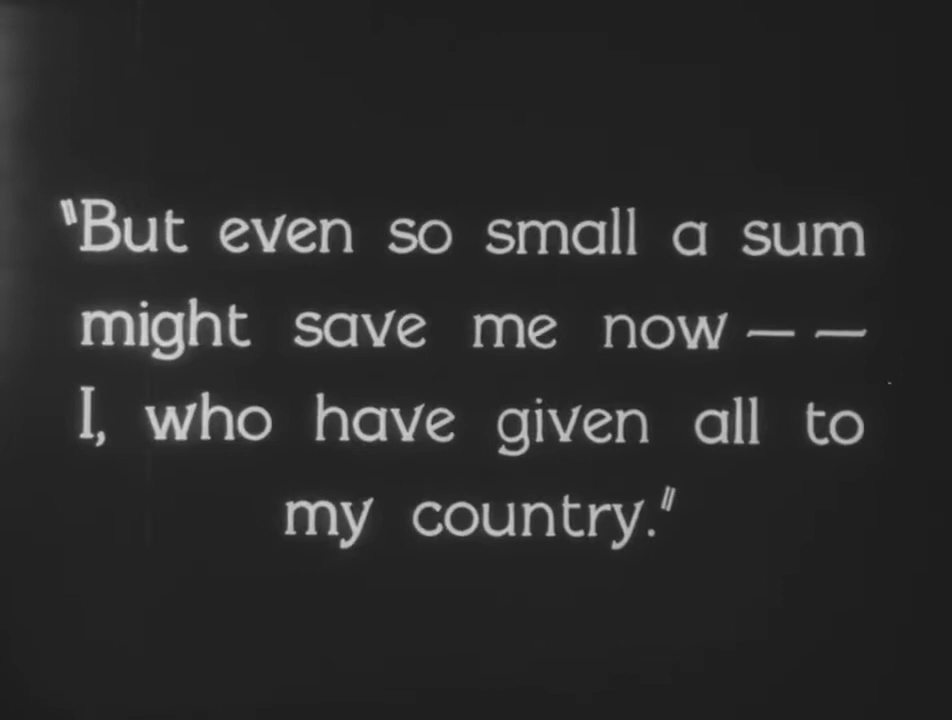 "But even so small a sum
might save me now — —
I, who have given all to
my country."